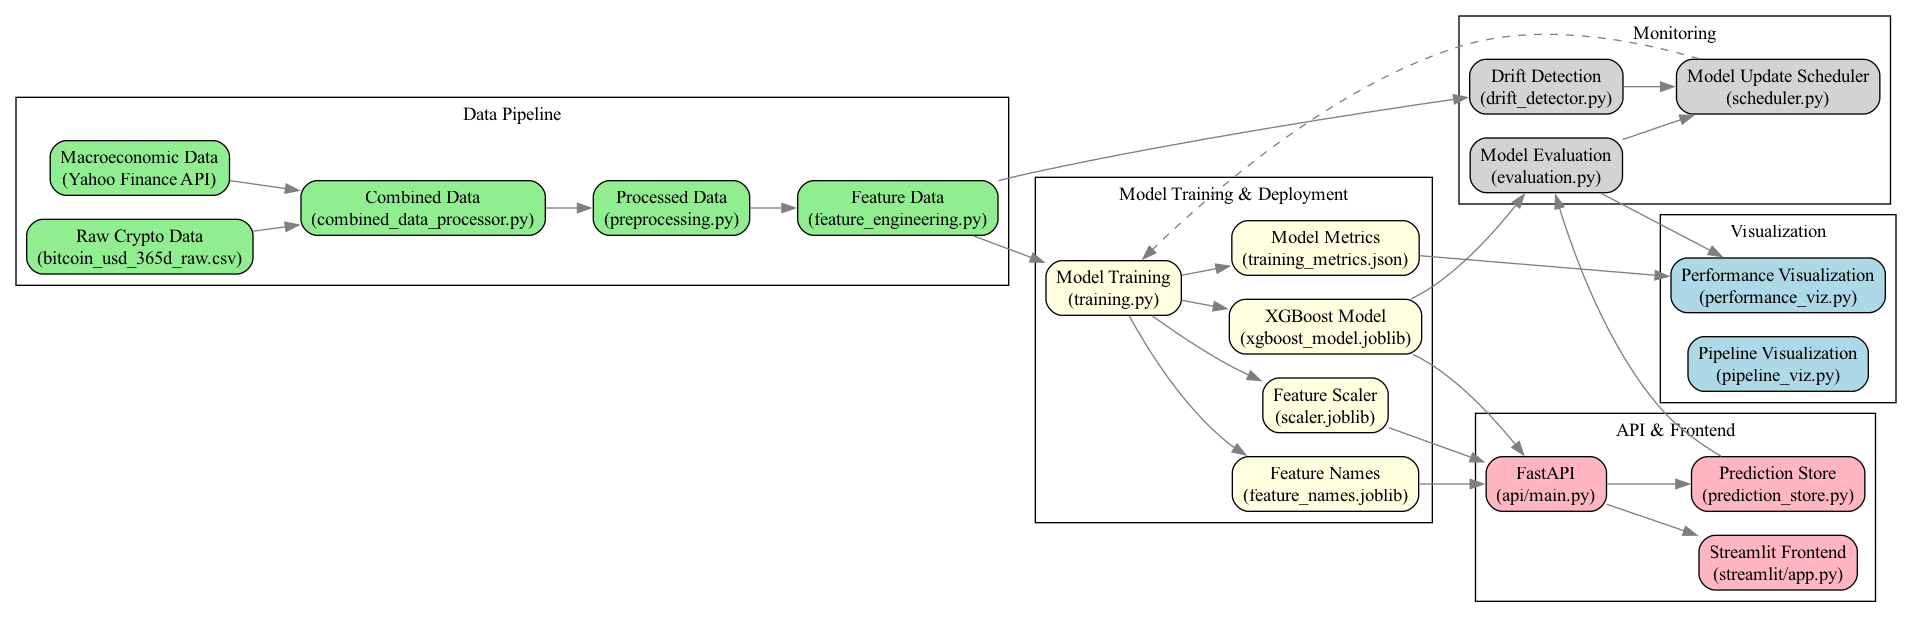 Data Pipeline
Macroeconomic Data
(Yahoo Finance API)
Raw Crypto Data
(bitcoin_usd_365d_raw.csv)
Combined Data
(combined_data_processor.py)
Processed Data
(preprocessing.py)
Feature Data
(feature_engineering.py)
Model Training & Deployment
Model Training
(training.py)
Model Metrics
(training_metrics.json)
XGBoost Model
(xgboost_model.joblib)
Feature Scaler
(scaler.joblib)
Feature Names
(feature_names.joblib)
Monitoring
Drift Detection
(drift_detector.py)
Model Update Scheduler
(scheduler.py)
Model Evaluation
(evaluation.py)
Visualization
Performance Visualization
(performance_viz.py)
Pipeline Visualization
(pipeline_viz.py)
API & Frontend
FastAPI
(api/main.py)
Prediction Store
(prediction_store.py)
Streamlit Frontend
(streamlit/app.py)